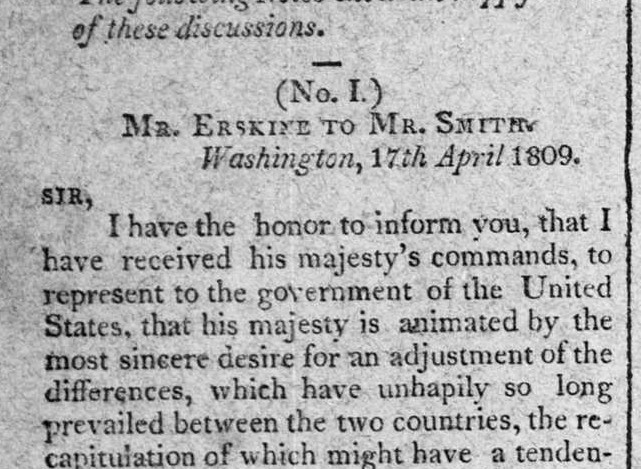 of these discussions.
(No. I.)
MR. ERSKINE TO MR. SMITH.
Washington, 17th April 1809.
SIR,
I have the honor to inform you, that I
have received his majesty's commands, to
represent to the government of the United
States, that his majesty is animated by the
most sincere desire for an adjustment of the
differences, which have unhapily so long
prevailed between the two countries, the re-
capitulation of which might have a tenden-